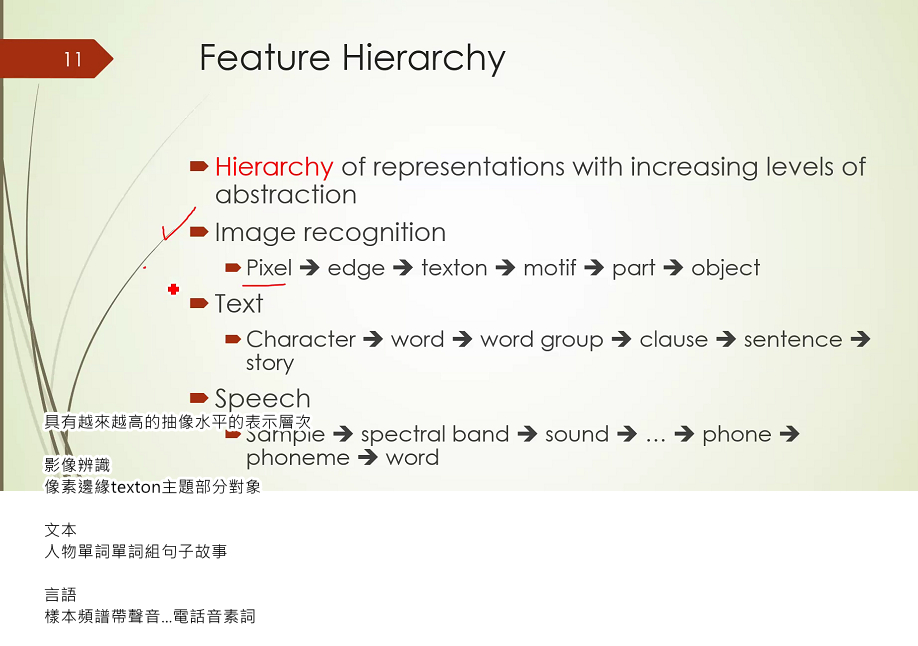 11
Feature Hierarchy
Hierarchy of representations with increasing levels of
abstraction
Image recognition
Pixel ➔ edge ➔ texton ➔ motif ➔ part ➔ object
Text
Character ➔ word ➔ word group ➔ clause ➔ sentence ➔
story
Speech
Sample ➔ spectral band ➔ sound ➔ … ➔ phone ➔
phoneme ➔ word
具有越來越高的抽像水平的表示層次
影像辨識
像素邊緣texton主題部分對象
文本
人物單詞單詞組句子故事
言語
樣本頻譜帶聲音...電話音素詞